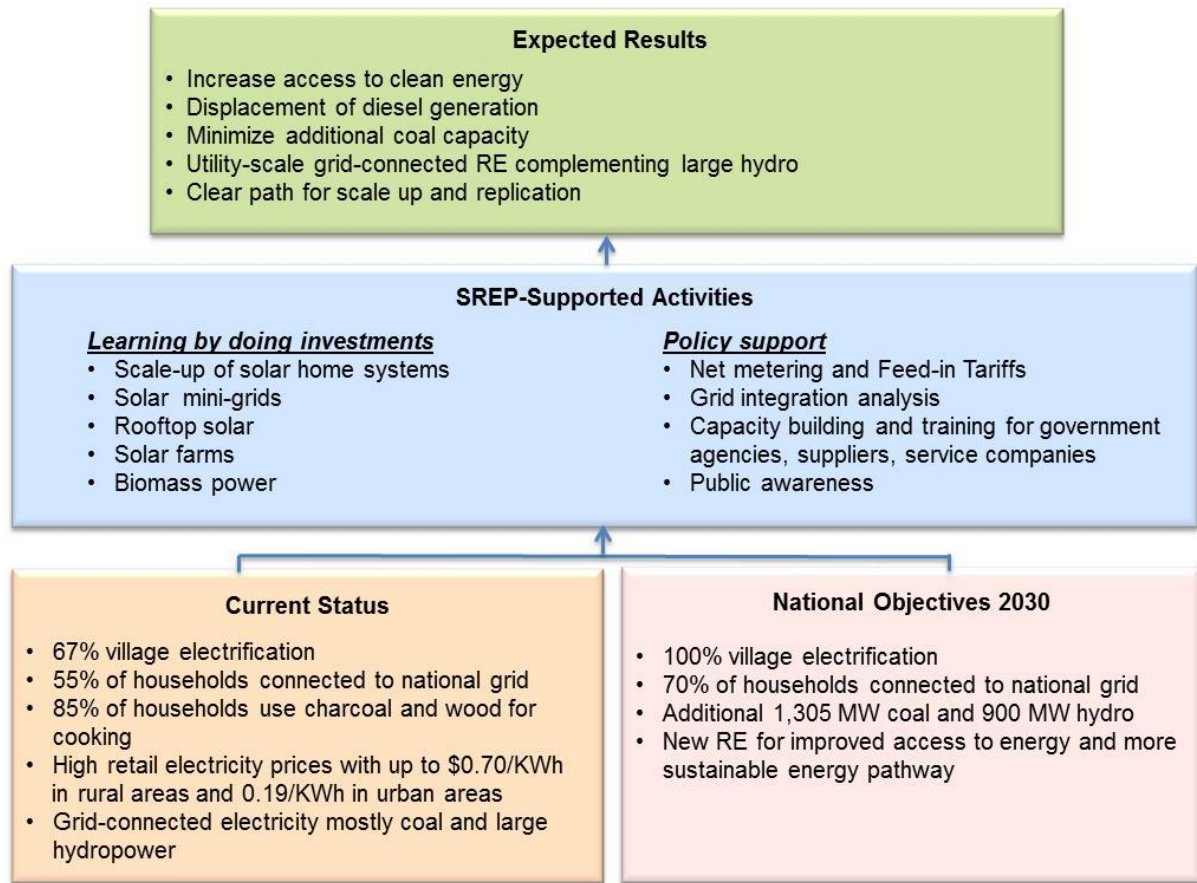 Expected Results
• Increase access to clean energy
• Displacement of diesel generation
• Minimize additional coal capacity
• Utility-scale grid-connected RE complementing large hydro
• Clear path for scale up and replication
SREP-Supported Activities
Learning by doing investments
• Scale-up of solar home systems
• Solar mini-grids
• Rooftop solar
• Solar farms
• Biomass power
Policy support
• Net metering and Feed-in Tariffs
• Grid integration analysis
• Capacity building and training for government
agencies, suppliers, service companies
• Public awareness
Current Status
• 67% village electrification
• 55% of households connected to national grid
• 85% of households use charcoal and wood for
cooking
• High retail electricity prices with up to $0.70/KWh
in rural areas and 0.19/KWh in urban areas
• Grid-connected electricity mostly coal and large
hydropower
National Objectives 2030
• 100% village electrification
• 70% of households connected to national grid
• Additional 1,305 MW coal and 900 MW hydro
• New RE for improved access to energy and more
sustainable energy pathway